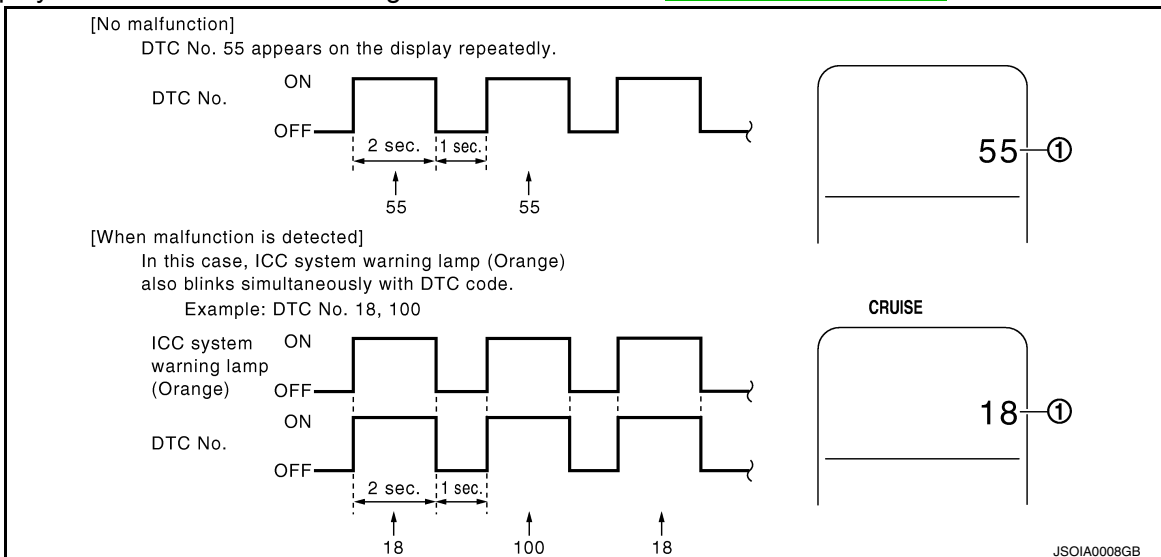 [No malfunction]
DTC No. 55 appears on the display repeatedly.
DTC No.
ON
OFF
2 sec.
1 sec.
55
55
55
1
[When malfunction is detected]
In this case, ICC system warning lamp (Orange)
also blinks simultaneously with DTC code.
Example: DTC No. 18, 100
ICC system
warning lamp
(Orange)
ON
OFF
DTC No.
ON
OFF
2 sec.
1 sec.
18
100
18
CRUISE
18
1
JSOIA0008GB